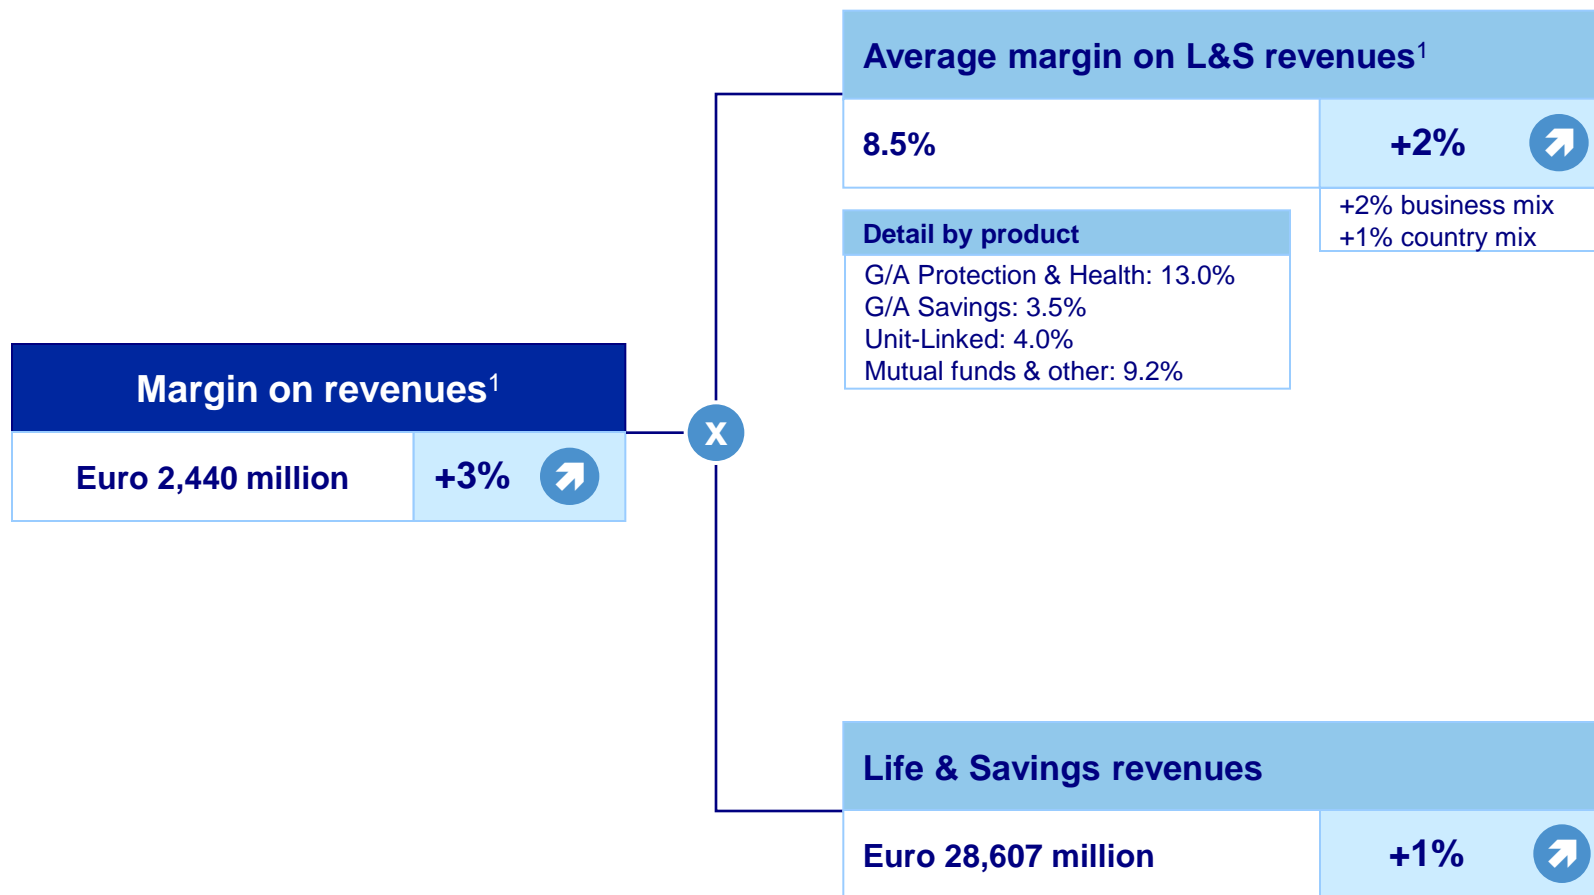 Average margin on L&S revenues¹
8.5%
+2%
+2% business mix
+1% country mix
Detail by product
G/A Protection & Health: 13.0%
G/A Savings: 3.5%
Unit-Linked: 4.0%
Mutual funds & other: 9.2%
Margin on revenues¹
Euro 2,440 million
+3%
X
Life & Savings revenues
Euro 28,607 million
+1%